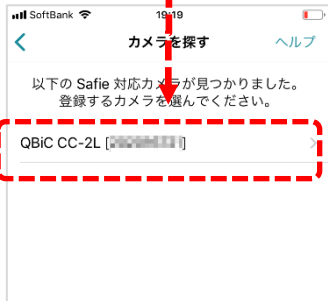 SoftBank 19:19
カメラを探す ヘルプ
以下の Safie 対応カメラが見つかりました。
登録するカメラを選んでください。
QBiC CC-2L [ ]